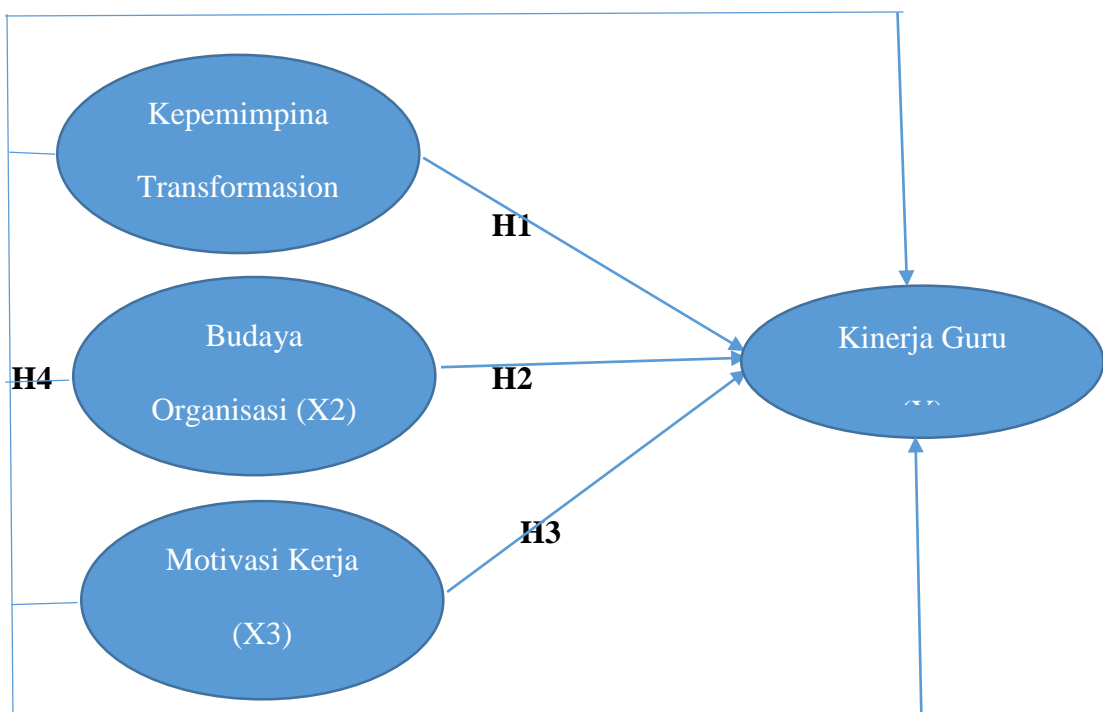 Kepemimpina
Transformasion
H1
Budaya
Organisasi (X2)
H4
H2
Kinerja Guru
H3
Motivasi Kerja
(X3)